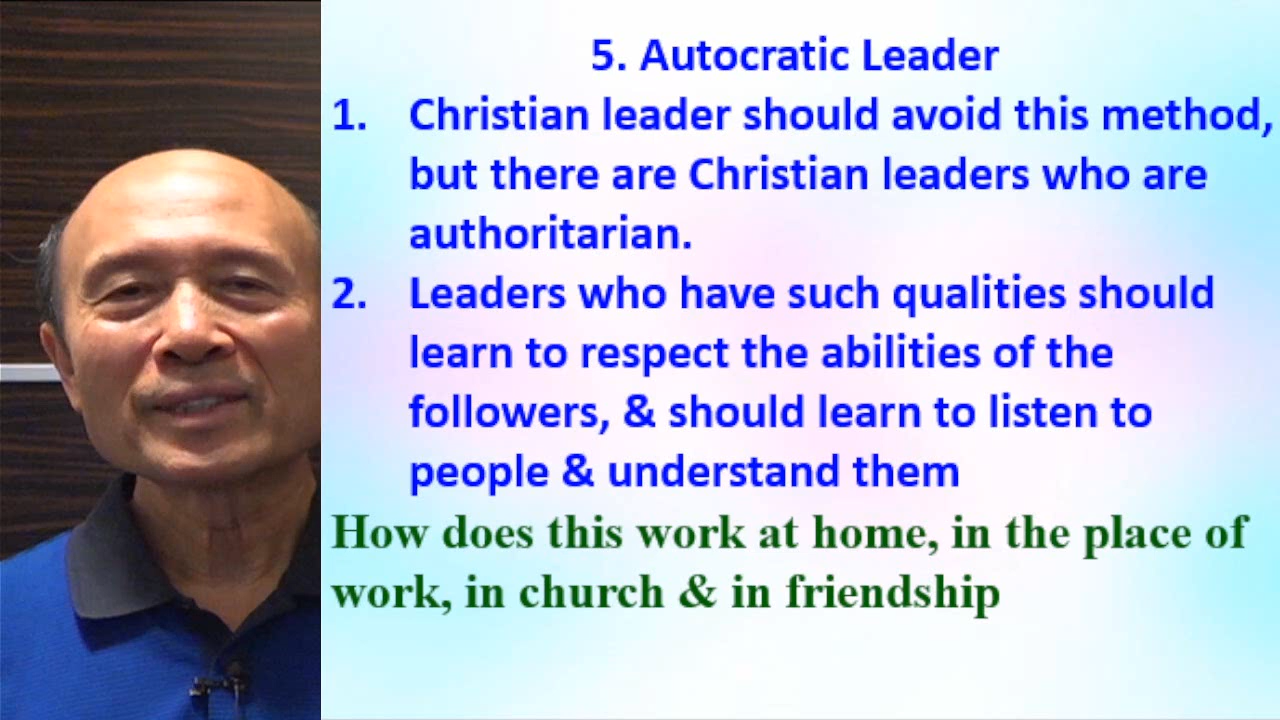 5. Autocratic Leader
1. Christian leader should avoid this method,
but there are Christian leaders who are
authoritarian.
2. Leaders who have such qualities should
learn to respect the abilities of the
followers, & should learn to listen to
people & understand them
How does this work at home, in the place of
work, in church & in friendship